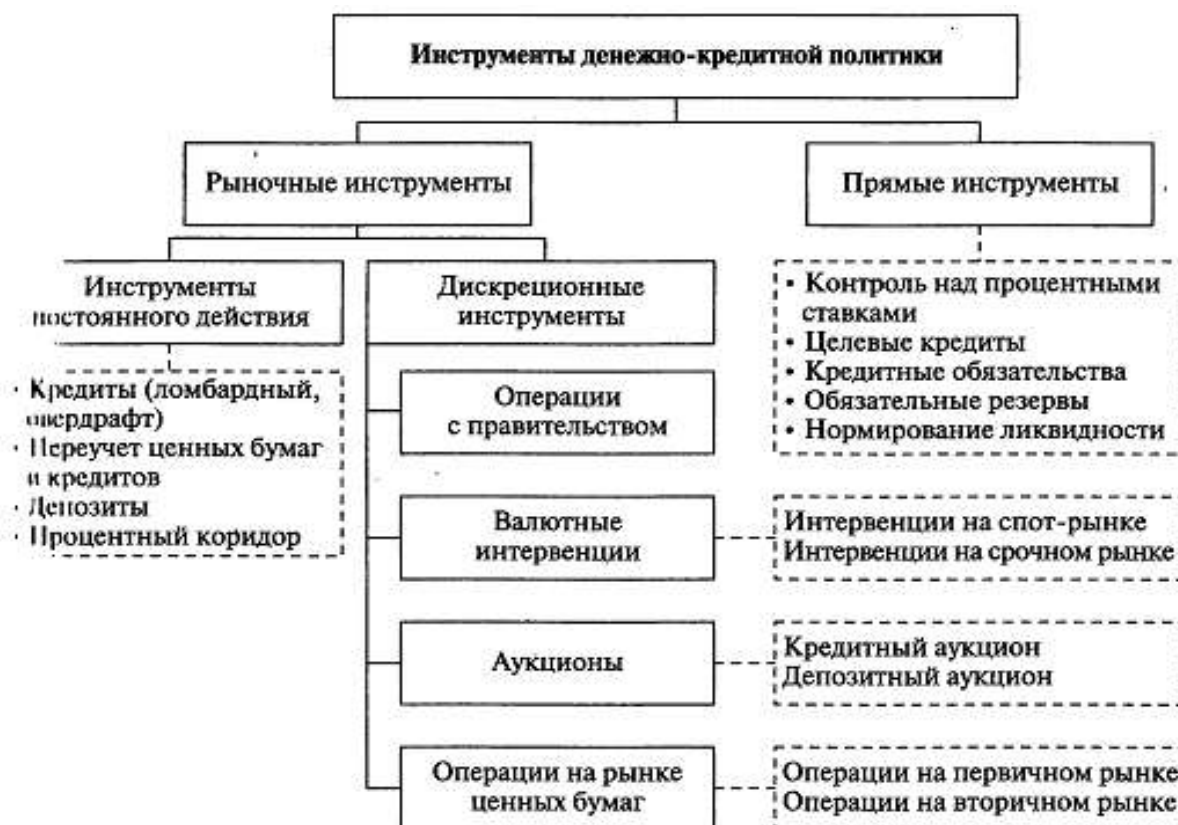 Инструменты денежно-кредитной политики
Рыночные инструменты
Прямые инструменты
Инструменты
постоянного действия
Дискреционные
инструменты
• Контроль над процентными
ставками
• Целевые кредиты
• Кредитные обязательства
• Обязательные резервы
• Нормирование ликвидности
• Кредиты (ломбардный,
овердрафт)
• Переучет ценных бумаг
и кредитов
• Депозиты
• Процентный коридор
Операции
с правительством
Валютные
интервенции
Интервенции на спот-рынке
Интервенции на срочном рынке
Аукционы
Кредитный аукцион
Депозитный аукцион
Операции на рынке
ценных бумаг
Операции на первичном рынке
Операции на вторичном рынке